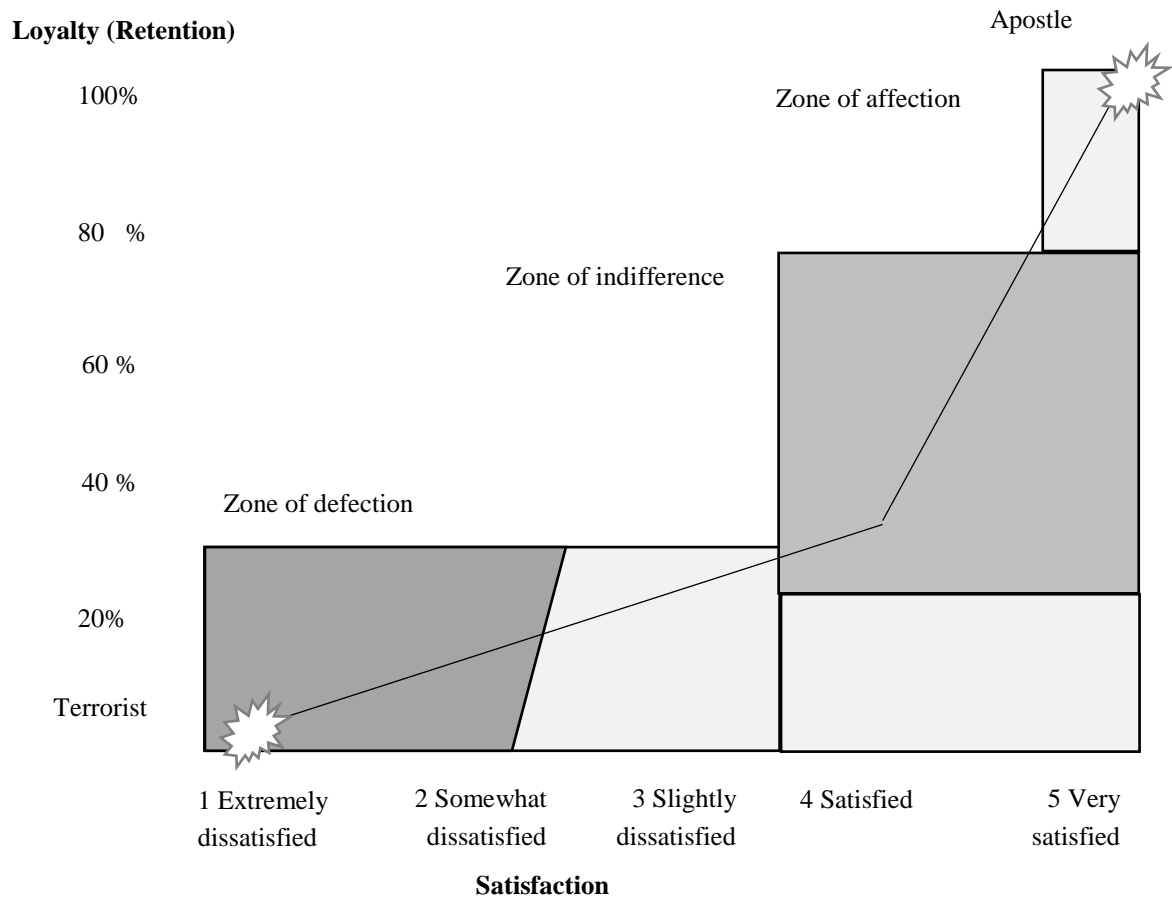 Apostle
Loyalty (Retention)
100%
Zone of affection
80 %
Zone of indifference
60 %
40 %
Zone of defection
20%
Terrorist
1 Extremely
dissatisfied
2 Somewhat
dissatisfied
3 Slightly
dissatisfied
4 Satisfied
5 Very
satisfied
Satisfaction